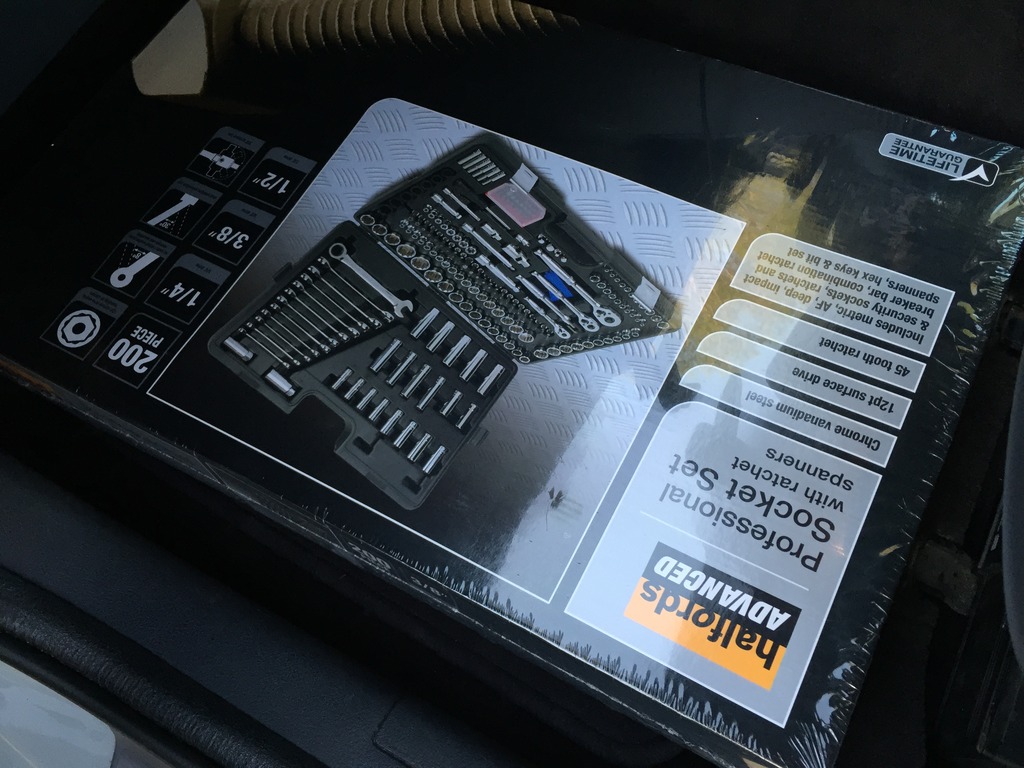 halfords
ADVANCED
Professional
Socket Set
with ratchet
spanners
Chrome vanadium steel
12pt surface drive
45 tooth ratchet
Includes metric, AF, deep, impact
& security sockets, ratchets and
breaker bar, combination ratchet
spanners, hex keys & bit set
LIFETIME
GUARANTEE
200
PIECE
1/4"
3/8"
1/2"